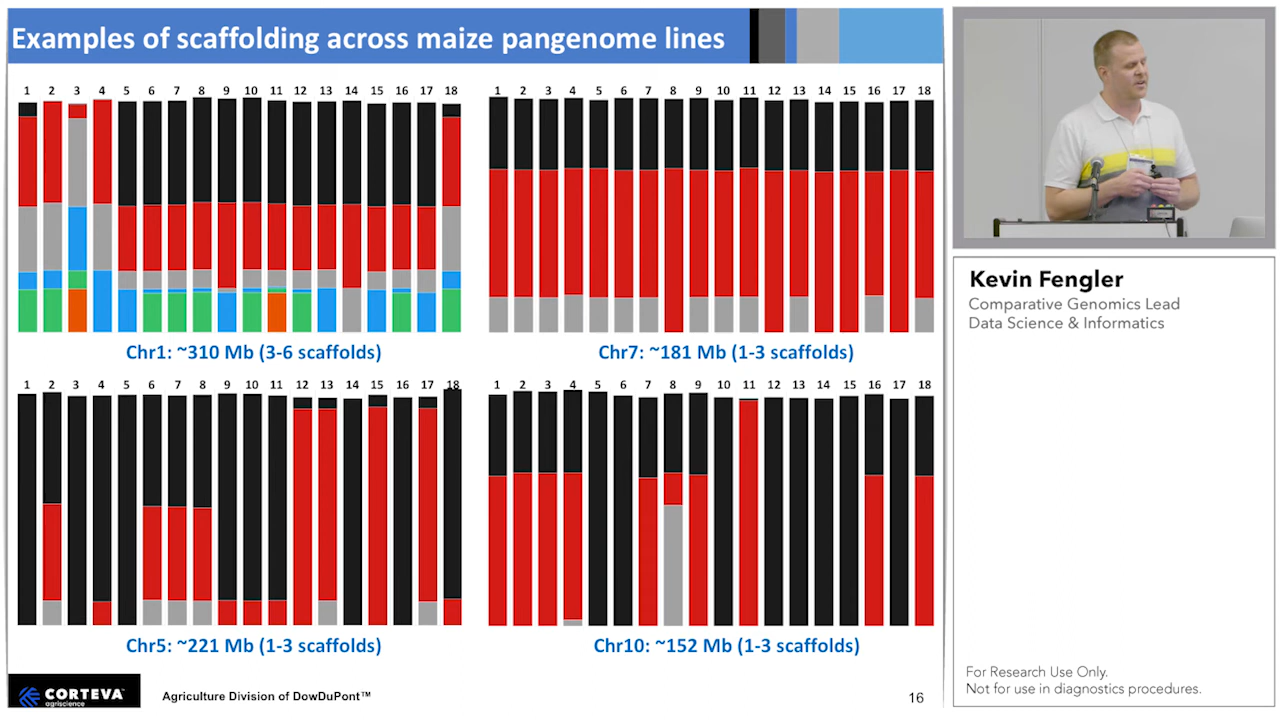 Examples of scaffolding across maize pangenome lines
1 2 3 4 5 6 7 8 9 10 11 12 13 14 15 16 17 18
1 2 3 4 5 6 7 8 9 10 11 12 13 14 15 16 17 18
Chr1: ~310 Mb (3-6 scaffolds)
Chr7: ~181 Mb (1-3 scaffolds)
1 2 3 4 5 6 7 8 9 10 11 12 13 14 15 16 17 18
1 2 3 4 5 6 7 8 9 10 11 12 13 14 15 16 17 18
Chr5: ~221 Mb (1-3 scaffolds)
Chr10: ~152 Mb (1-3 scaffolds)
CORTEVA™
agriscience
Agriculture Division of DowDuPont™
16
Kevin Fengler
Comparative Genomics Lead
Data Science & Informatics
For Research Use Only.
Not for use in diagnostics procedures.